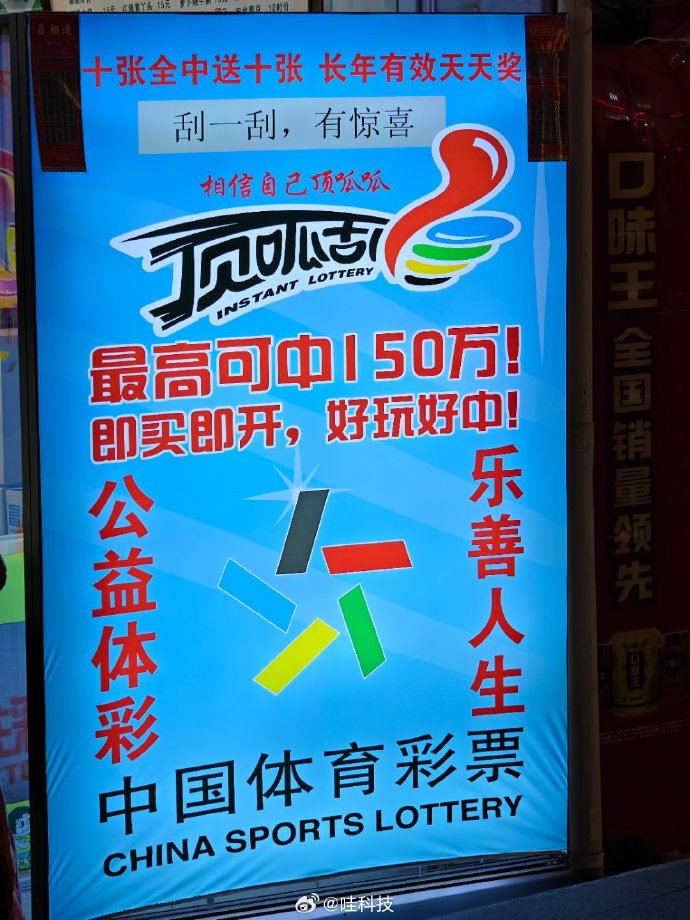 十张全中送十张 长年有效天天奖
刮一刮，有惊喜
相信自己顶呱呱
顶呱刮
INSTANT LOTTERY
最高可中150万！
即买即开，好玩好中！
公益体彩
乐善人生
中国体育彩票
CHINA SPORTS LOTTERY
口味王 全国销量领先
口味王
@哇科技